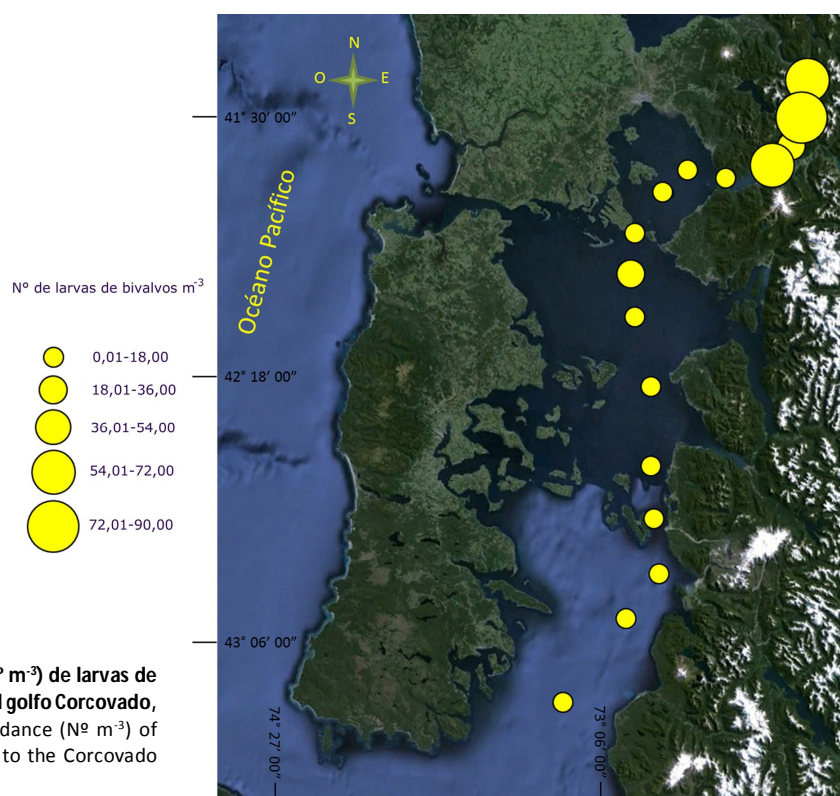 N
O E
S
41° 30′ 00″
Océano Pacífico
Nº de larvas de bivalvos m-3
0,01-18,00
18,01-36,00
36,01-54,00
54,01-72,00
72,01-90,00
42° 18′ 00″
43° 06′ 00″
74° 27′ 00″
73° 06′ 00″
m-3) de larvas de
golfo Corcovado,
dance (Nº m-3) of
to the Corcovado